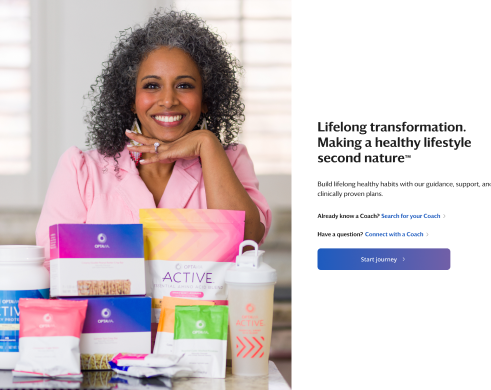 Lifelong transformation.
Making a healthy lifestyle
second nature™
Build lifelong healthy habits with our guidance, support, and
clinically proven plans.
Already know a Coach? Search for your Coach ›
Have a question? Connect with a Coach ›
Start journey ›
OPTAVIA
OPTAVIA
ACTIVE
OPTAVIA
ACTIVE
OPTAVIA